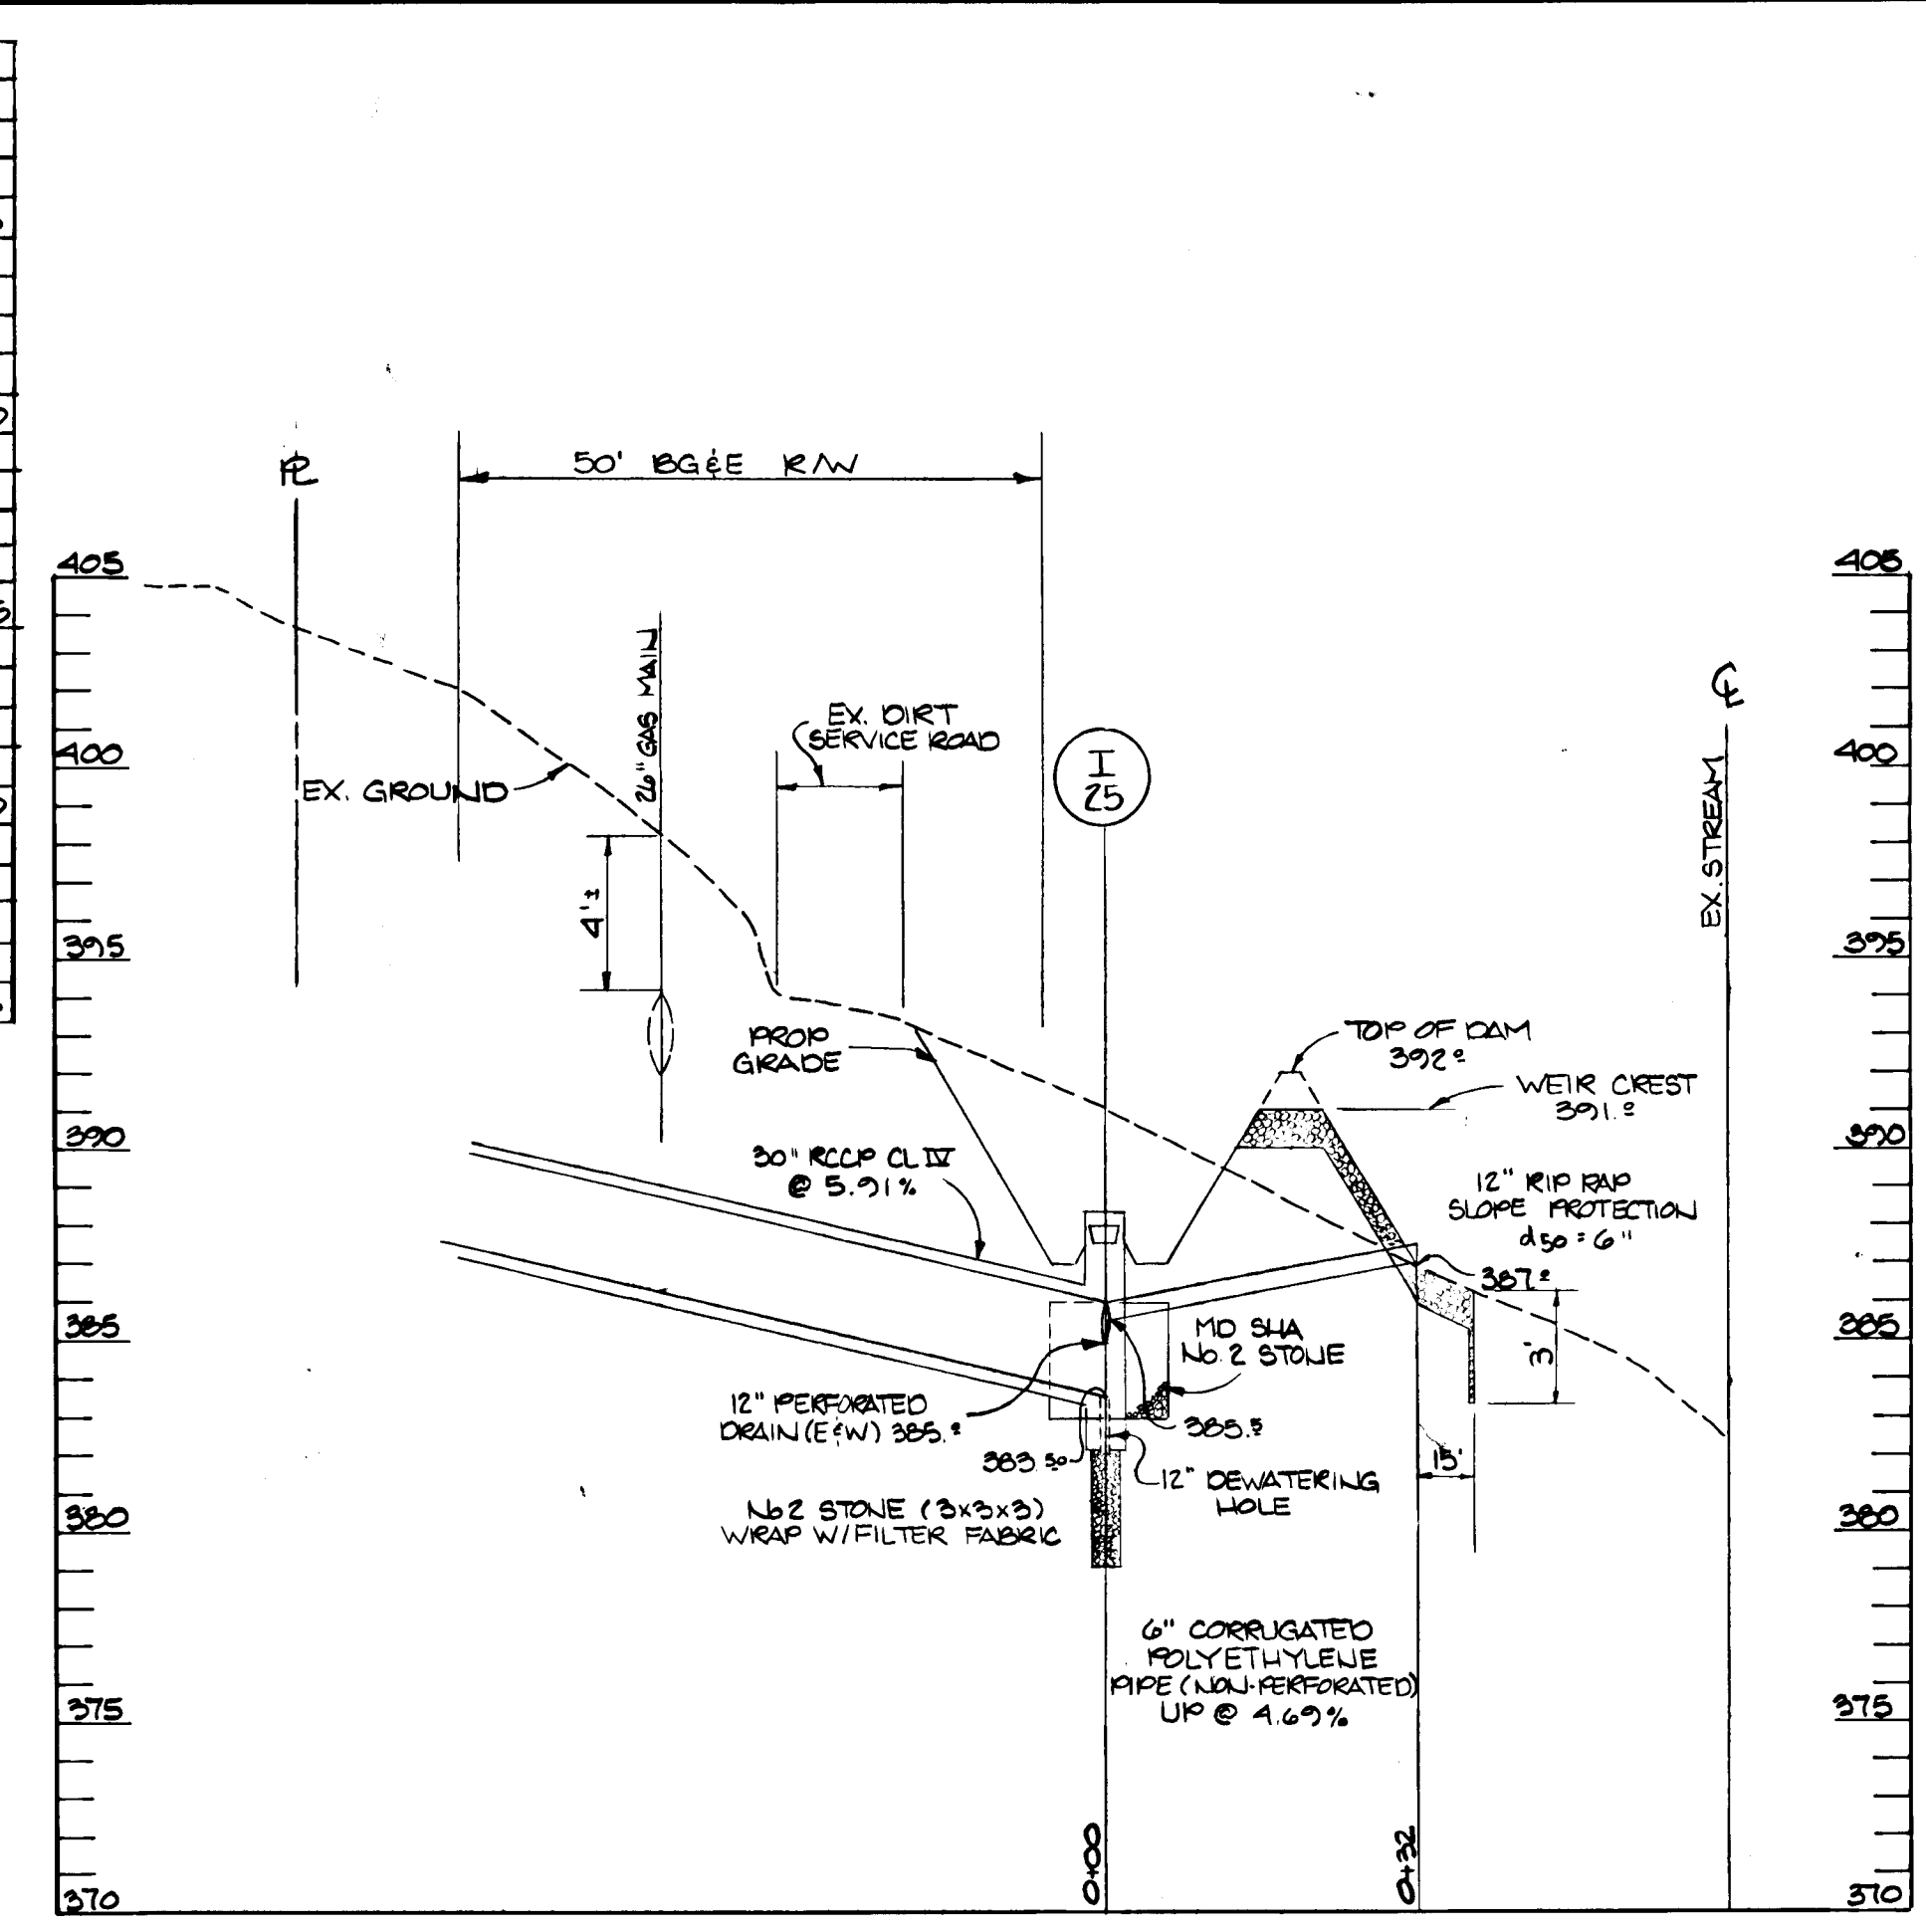 50' BG&E R/W
PL
405
405
26" GAS MAIN
EX. DIRT
SERVICE ROAD
CL
400
400
EX. GROUND
I
25
EX. STREAM
4'±
395
395
PROP
GRADE
TOP OF DAM
392.0
WEIR CREST
391.0
390
390
30" RCCP CL IV
@ 5.91%
12" RIP RAP
SLOPE PROTECTION
d50 = 6"
387.0
385
385
MD SHA
No. 2 STONE
3'
12" PERFORATED
DRAIN (E&W) 385.0
385.5
383.50
15'
12" DEWATERING
HOLE
No 2 STONE (3x3x3)
WRAP W/FILTER FABRIC
380
380
6" CORRUGATED
POLYETHYLENE
PIPE (NON-PERFORATED)
UP @ 4.69%
375
375
0+00
0+32
370
370